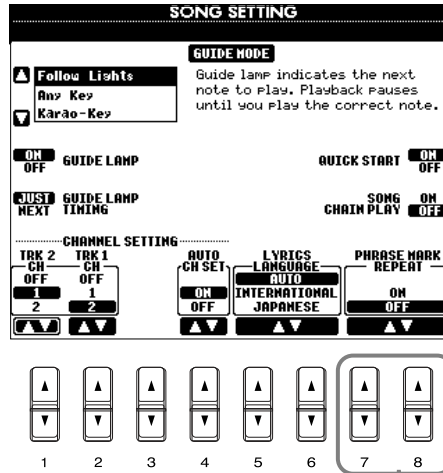 SONG SETTING
GUIDE MODE
Follow Lights
Any Key
Karao-Key
Guide lamp indicates the next
note to play. Playback pauses
until you play the correct note.
ON
OFF
GUIDE LAMP
QUICK START
ON
OFF
JUST
NEXT
GUIDE LAMP
TIMING
SONG
CHAIN PLAY
ON
OFF
CHANNEL SETTING
TRK 2
CH
OFF
1
2
TRK 1
CH
OFF
1
2
AUTO
CH SET
ON
OFF
LYRICS
LANGUAGE
AUTO
INTERNATIONAL
JAPANESE
PHRASE MARK
REPEAT
ON
OFF
1 2 3 4 5 6 7 8